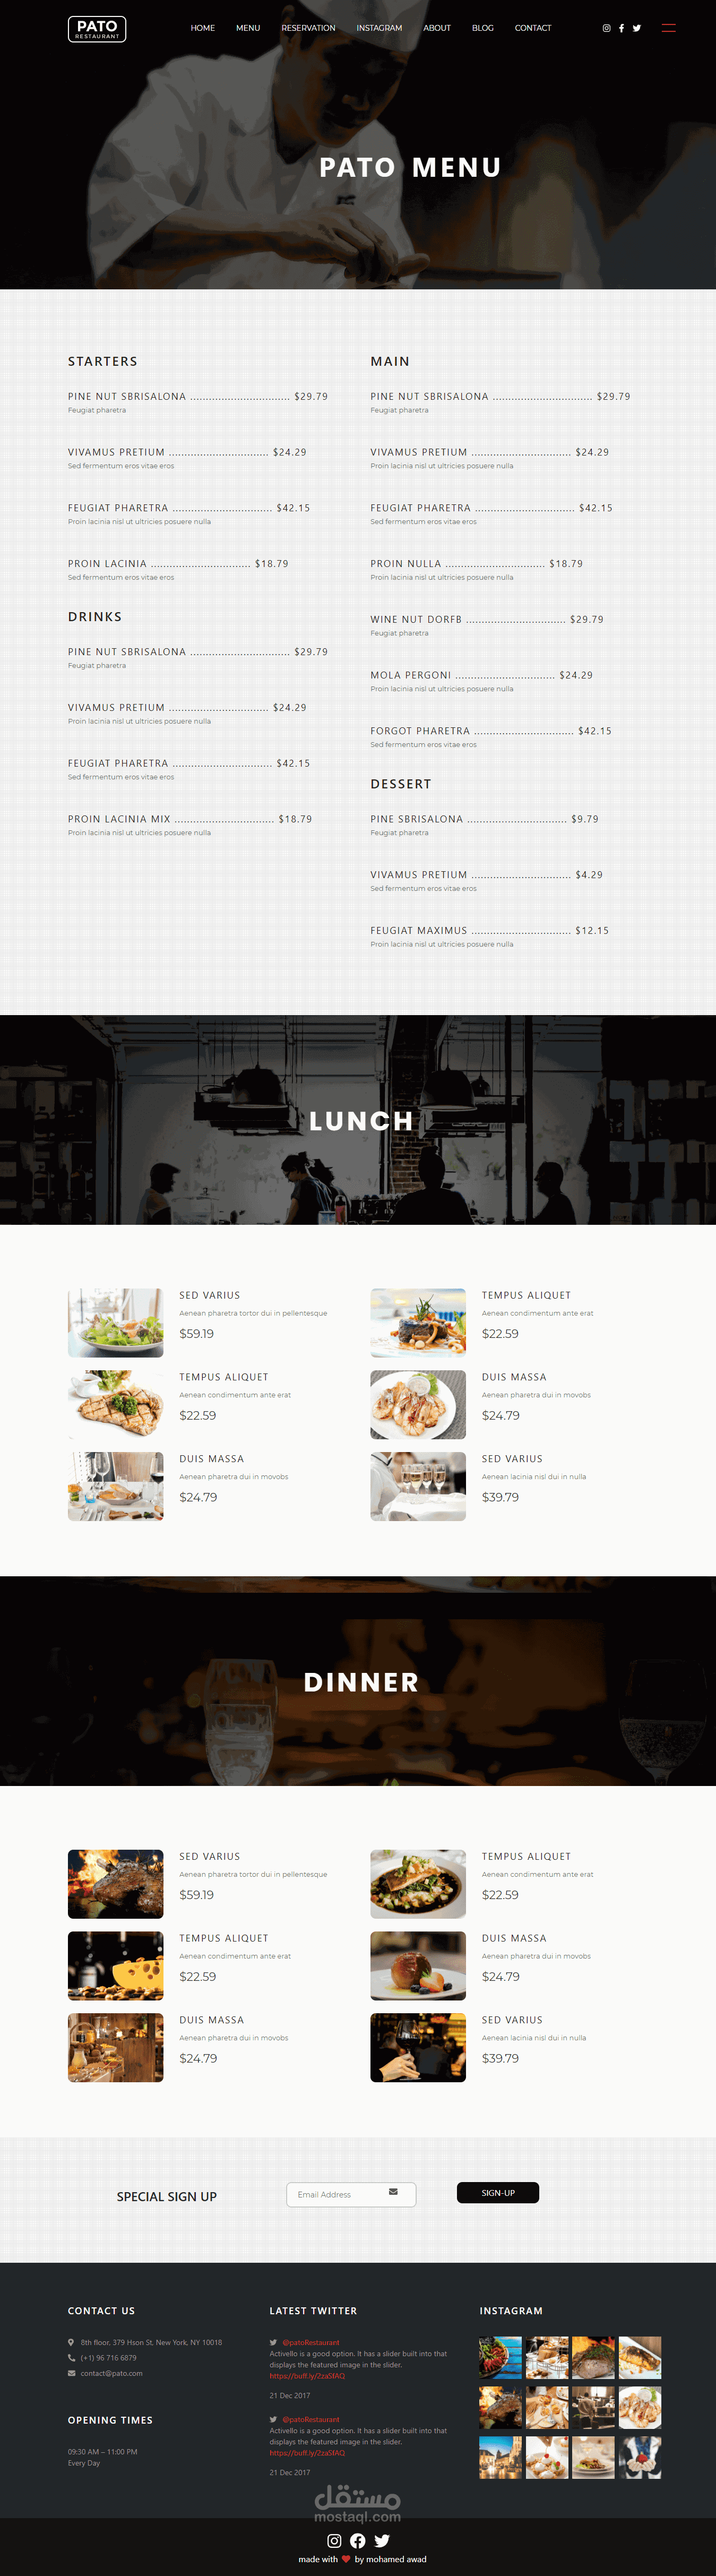 PATO
RESTAURANT
HOME MENU RESERVATION INSTAGRAM ABOUT BLOG CONTACT
PATO MENU
STARTERS
PINE NUT SBRISALONA .............................. $29.79
Feugiat pharetra
VIVAMUS PRETIUM .............................. $24.29
Sed fermentum eros vitae eros
FEUGIAT PHARETRA .............................. $42.15
Proin lacinia nisl ut ultricies posuere nulla
PROIN LACINIA .............................. $18.79
Sed fermentum eros vitae eros
DRINKS
PINE NUT SBRISALONA .............................. $29.79
Feugiat pharetra
VIVAMUS PRETIUM .............................. $24.29
Proin lacinia nisl ut ultricies posuere nulla
FEUGIAT PHARETRA .............................. $42.15
Sed fermentum eros vitae eros
PROIN LACINIA MIX .............................. $18.79
Proin lacinia nisl ut ultricies posuere nulla
MAIN
PINE NUT SBRISALONA .............................. $29.79
Feugiat pharetra
VIVAMUS PRETIUM .............................. $24.29
Proin lacinia nisl ut ultricies posuere nulla
FEUGIAT PHARETRA .............................. $42.15
Sed fermentum eros vitae eros
PROIN NULLA .............................. $18.79
Proin lacinia nisl ut ultricies posuere nulla
WINE NUT DORFB .............................. $29.79
Feugiat pharetra
MOLA PERGONI .............................. $24.29
Proin lacinia nisl ut ultricies posuere nulla
FORGOT PHARETRA .............................. $42.15
Sed fermentum eros vitae eros
DESSERT
PINE SBRISALONA .............................. $9.79
Feugiat pharetra
VIVAMUS PRETIUM .............................. $4.29
Sed fermentum eros vitae eros
FEUGIAT MAXIMUS .............................. $12.15
Proin lacinia nisl ut ultricies posuere nulla
LUNCH
SED VARIUS
Aenean pharetra tortor dui in pellentesque
$59.19
TEMPUS ALIQUET
Aenean condimentum ante erat
$22.59
DUIS MASSA
Aenean pharetra dui in movobs
$24.79
TEMPUS ALIQUET
Aenean condimentum ante erat
$22.59
DUIS MASSA
Aenean pharetra dui in movobs
$24.79
SED VARIUS
Aenean lacinia nisl dui in nulla
$39.79
DINNER
SED VARIUS
Aenean pharetra tortor dui in pellentesque
$59.19
TEMPUS ALIQUET
Aenean condimentum ante erat
$22.59
DUIS MASSA
Aenean pharetra dui in movobs
$24.79
TEMPUS ALIQUET
Aenean condimentum ante erat
$22.59
DUIS MASSA
Aenean pharetra dui in movobs
$24.79
SED VARIUS
Aenean lacinia nisl dui in nulla
$39.79
SPECIAL SIGN UP
Email Address
SIGN-UP
CONTACT US
8th floor, 379 Hson St, New York, NY 10018
(+1) 96 716 6879
contact@pato.com
OPENING TIMES
09:30 AM – 11:00 PM
Every Day
LATEST TWITTER
@patoRestaurant
Activello is a good option. It has a slider built into that
displays the featured image in the slider.
https://buff.ly/2zaSfAQ
21 Dec 2017
@patoRestaurant
Activello is a good option. It has a slider built into that
displays the featured image in the slider.
https://buff.ly/2zaSfAQ
21 Dec 2017
INSTAGRAM
مستقل
mostaql.com
made with by mohamed awad